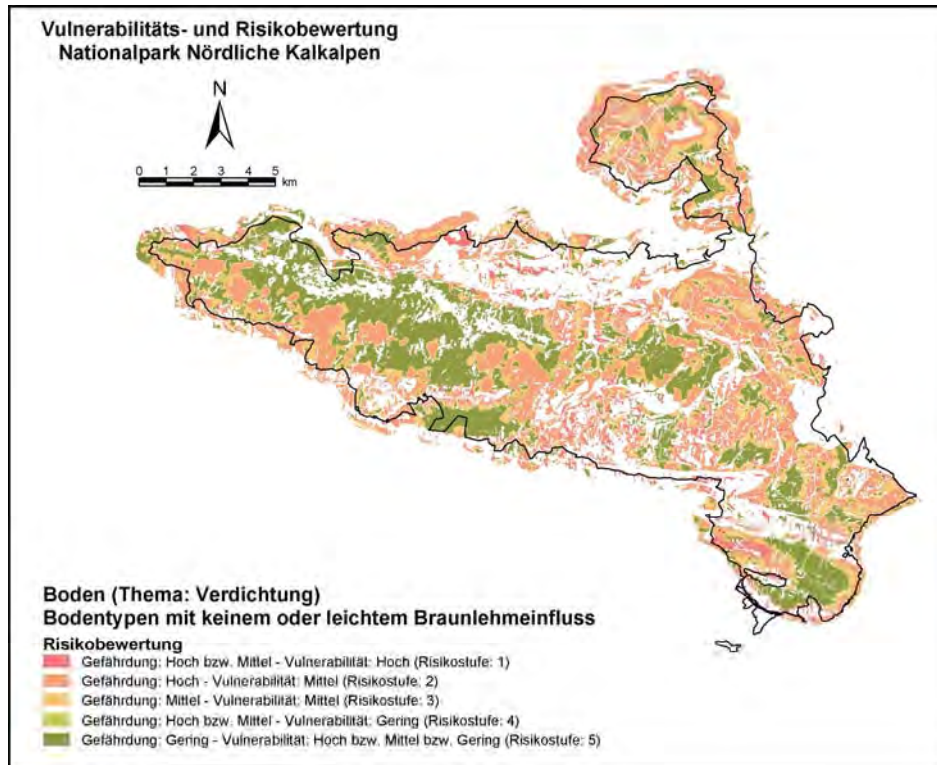 Vulnerabilitäts- und Risikobewertung
Nationalpark Nördliche Kalkalpen
N
0 1 2 3 4 5
km
Boden (Thema: Verdichtung)
Bodentypen mit keinem oder leichtem Braunlehmeinfluss
Risikobewertung
Gefährdung: Hoch bzw. Mittel - Vulnerabilität: Hoch (Risikostufe: 1)
Gefährdung: Hoch - Vulnerabilität: Mittel (Risikostufe: 2)
Gefährdung: Mittel - Vulnerabilität: Mittel (Risikostufe: 3)
Gefährdung: Hoch bzw. Mittel - Vulnerabilität: Gering (Risikostufe: 4)
Gefährdung: Gering - Vulnerabilität: Hoch bzw. Mittel bzw. Gering (Risikostufe: 5)